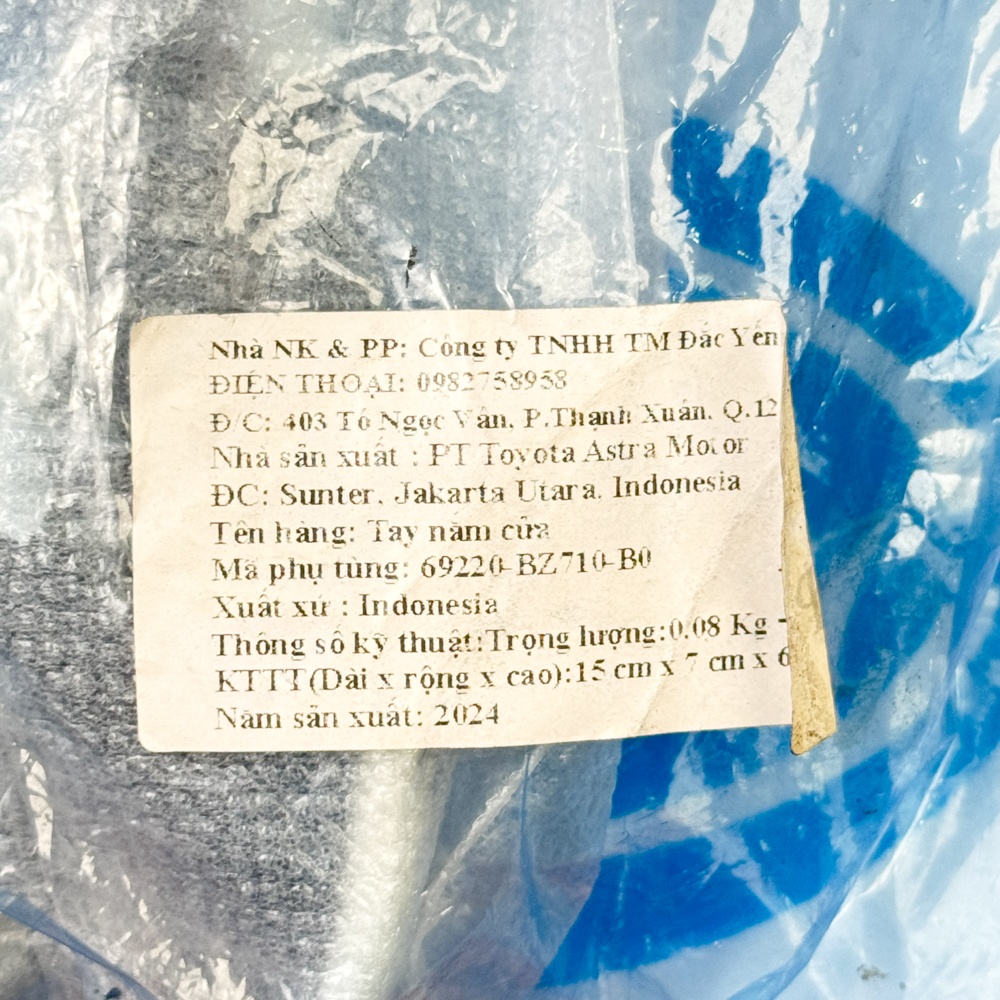 Nhà NK & PP: Công ty TNHH TM Đắc Yến
ĐIỆN THOẠI: 0982758958
Đ/C: 403 Tô Ngọc Vân, P.Thạnh Xuân, Q.12
Nhà sản xuất : PT Toyota Astra Motor
ĐC: Sunter, Jakarta Utara, Indonesia
Tên hàng: Tay nắm cửa
Mã phụ tùng: 69220-BZ710-B0
Xuất xứ : Indonesia
Thông số kỹ thuật:Trọng lượng:0.08 Kg -
KTTT(Dài x rộng x cao):15 cm x 7 cm x 6
Năm sản xuất: 2024